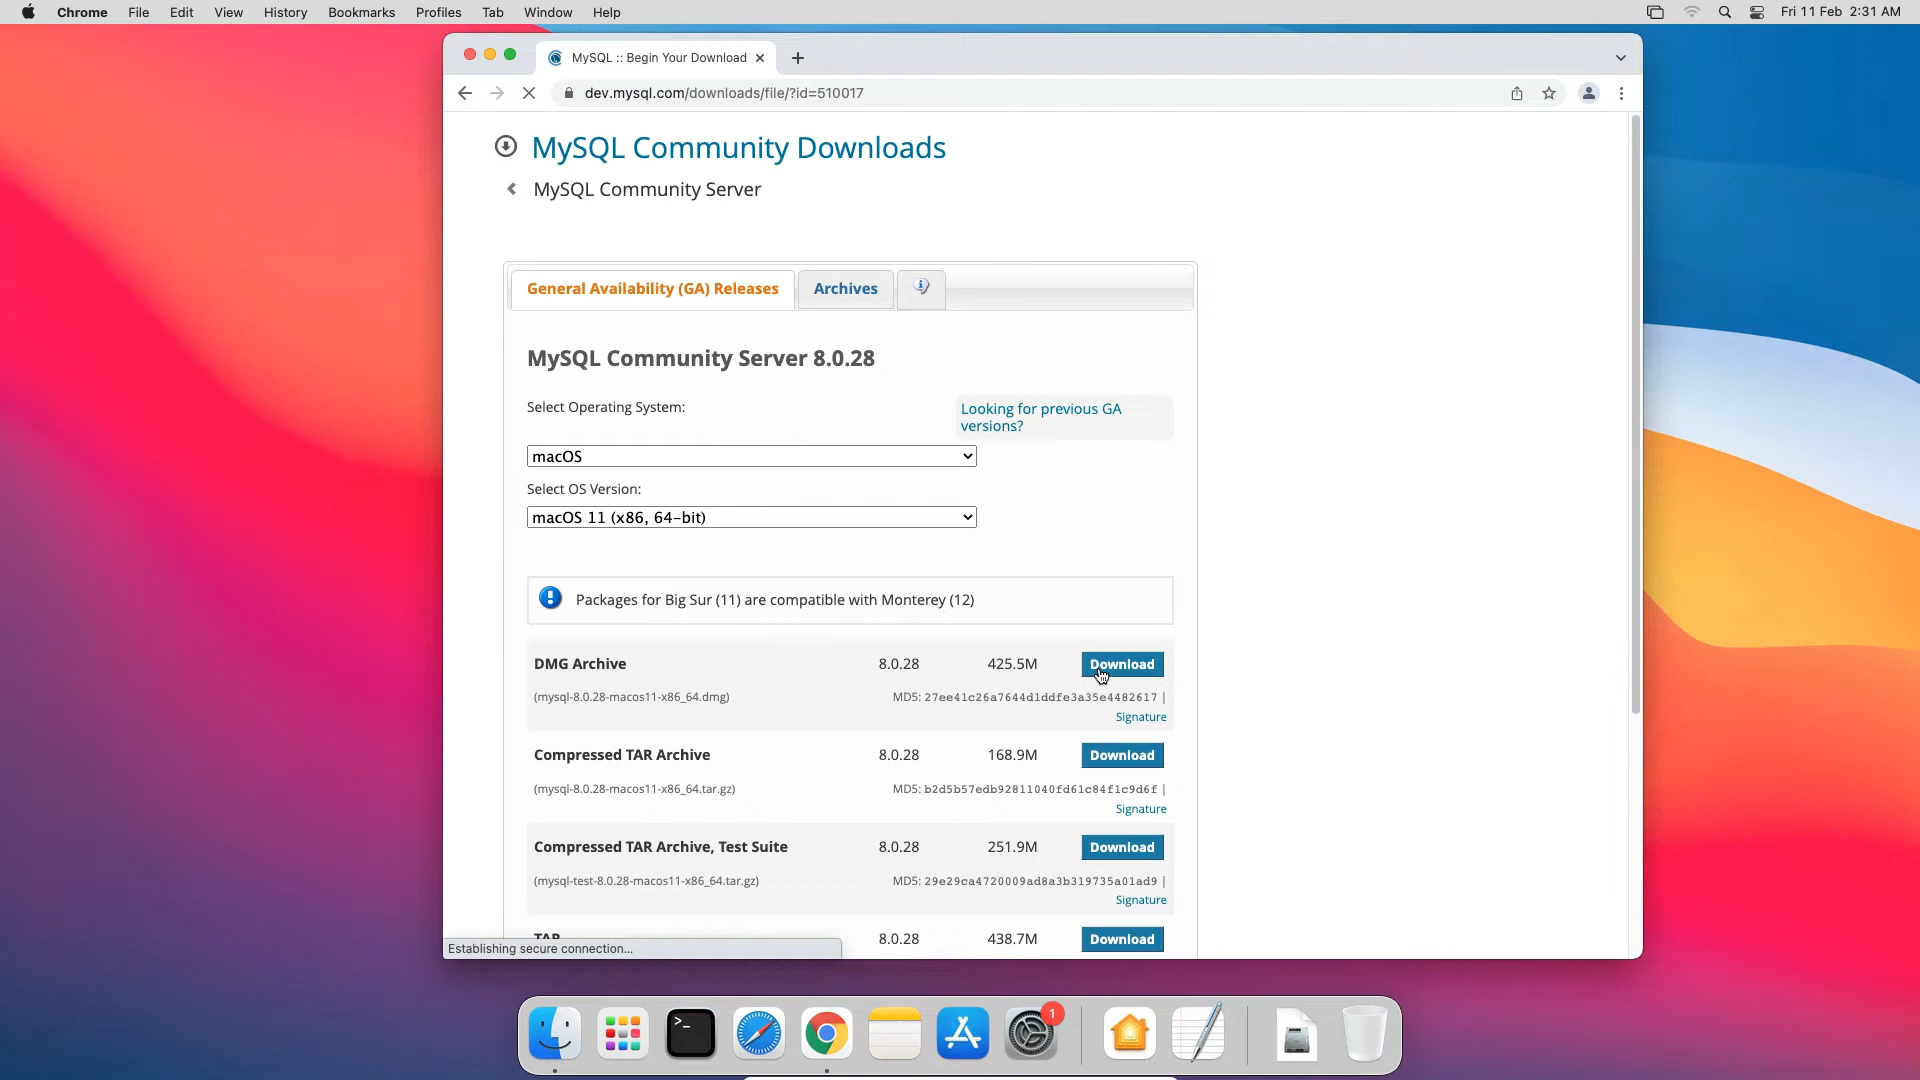 Chrome File Edit View History Bookmarks Profiles Tab Window Help Fri 11 Feb 2:31 AM
MySQL :: Begin Your Download
dev.mysql.com/downloads/file/?id=510017
MySQL Community Downloads
MySQL Community Server
General Availability (GA) Releases Archives
MySQL Community Server 8.0.28
Select Operating System:
Looking for previous GA
versions?
macOS
Select OS Version:
macOS 11 (x86, 64-bit)
Packages for Big Sur (11) are compatible with Monterey (12)
DMG Archive 8.0.28 425.5M Download
(mysql-8.0.28-macos11-x86_64.dmg) MD5: 27ee41c26a7644d1ddfe3a35e4482617 |
Signature
Compressed TAR Archive 8.0.28 168.9M Download
(mysql-8.0.28-macos11-x86_64.tar.gz) MD5: b2d5b57edb92811040fd61c84f1c9d6f |
Signature
Compressed TAR Archive, Test Suite 8.0.28 251.9M Download
(mysql-test-8.0.28-macos11-x86_64.tar.gz) MD5: 29e29ca4720009ad8a3b319735a01ad9 |
Signature
TAR 8.0.28 438.7M Download
Establishing secure connection...
>_
1